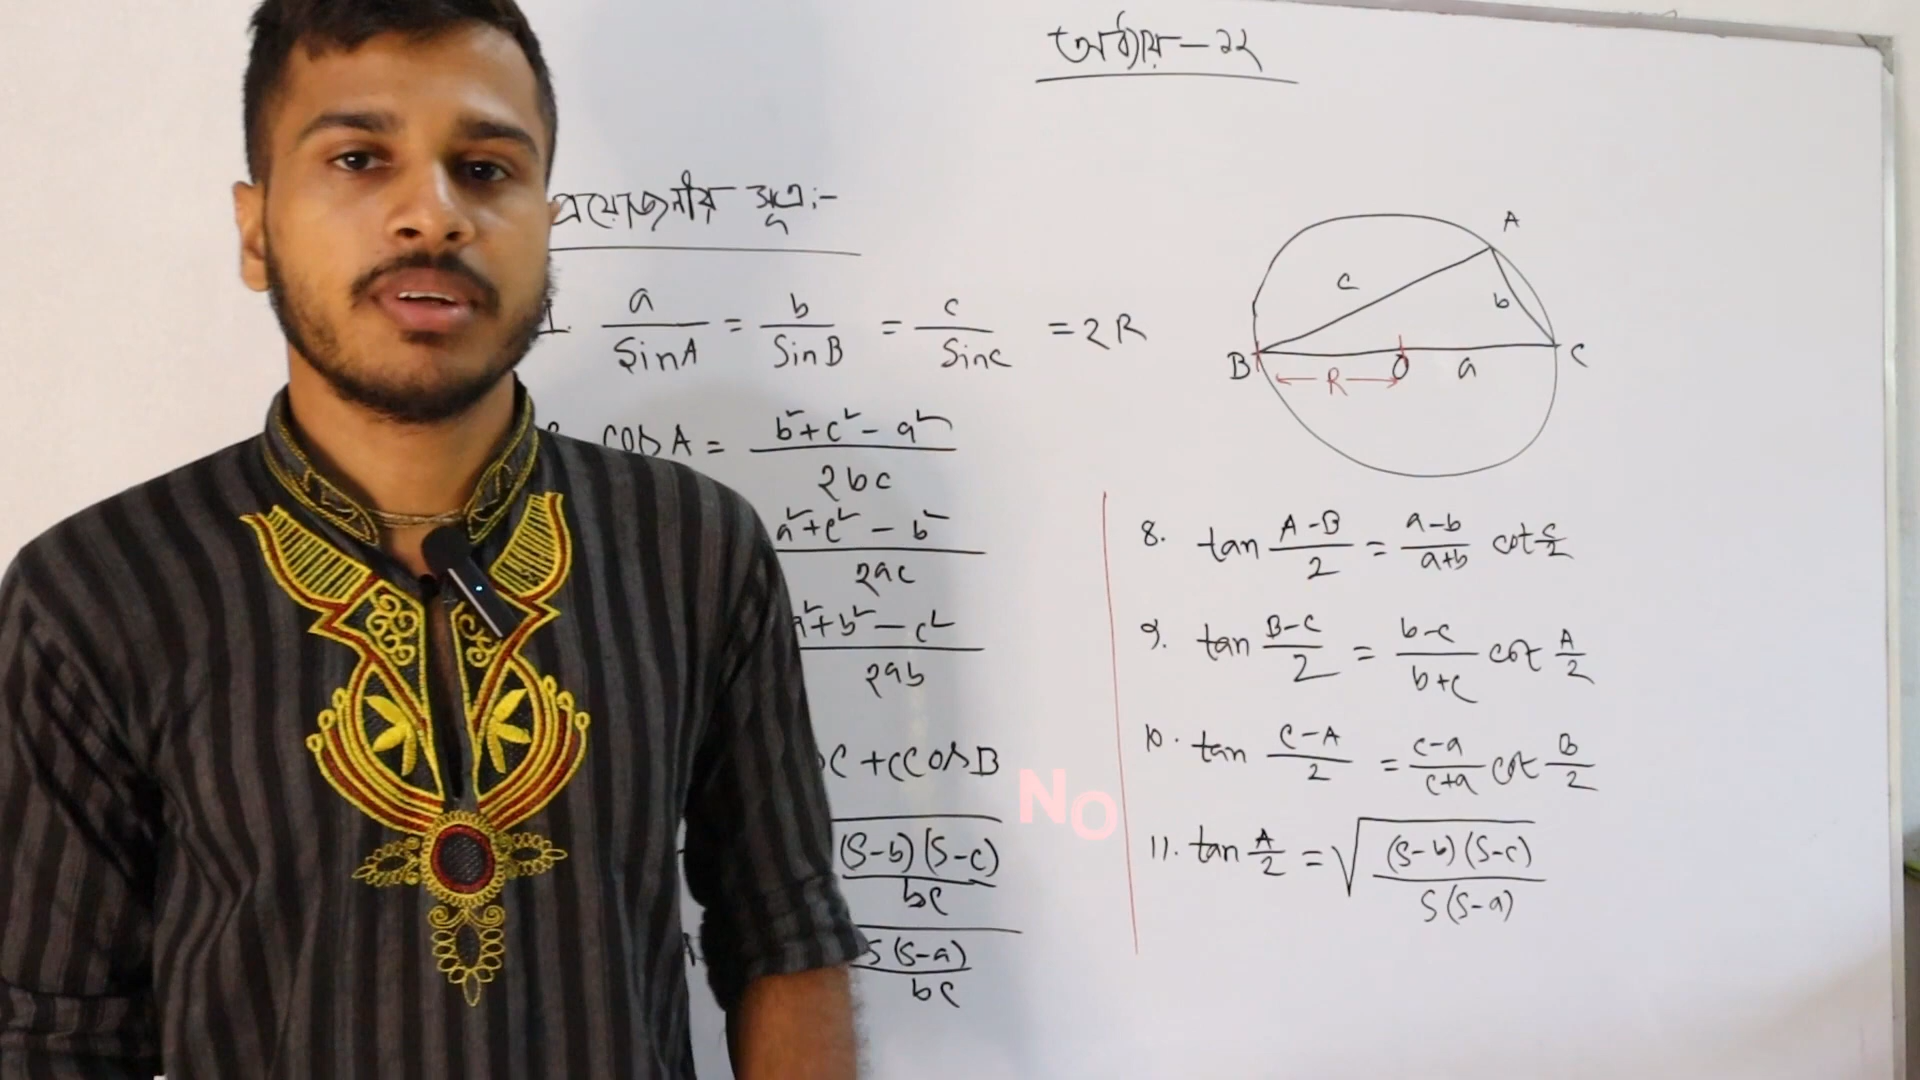 অধ্যায়-১২
প্রয়োজনীয় সূত্র:-
1. a/SinA = b/SinB = c/Sinc = 2R
cosA = b²+c²-a²/2bc
a²+c²-b²/2ac
a²+b²-c²/2ab
C+cCosB
(S-b)(S-c)/bc
S(S-a)/bc
NO
A
c
b
B
O
a
C
R
8. tan A-B/2 = a-b/a+b cot c/2
9. tan B-C/2 = b-c/b+c cot A/2
10. tan C-A/2 = c-a/c+a cot B/2
11. tan A/2 = √(S-b)(S-c)/S(S-a)